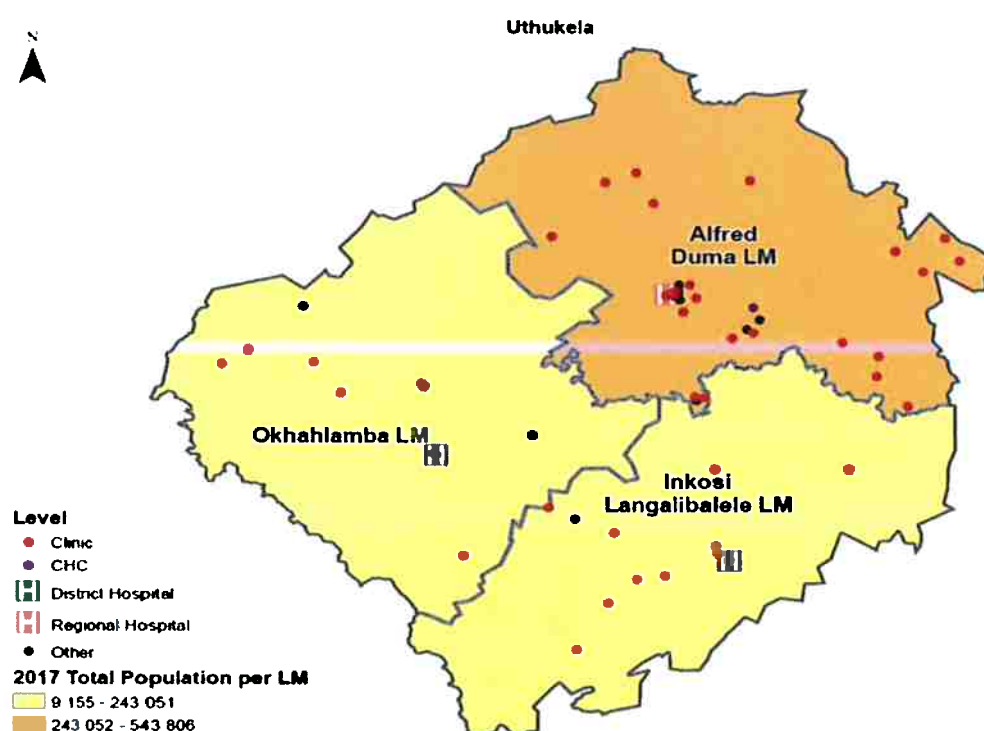 Uthukela
N
Alfred
Duma LM
Okhahlamba LM
Inkosi
Langalibalele LM
Level
Clinic
CHC
District Hospital
Regional Hospital
Other
2017 Total Population per LM
9 155 - 243 051
243 052 - 543 806